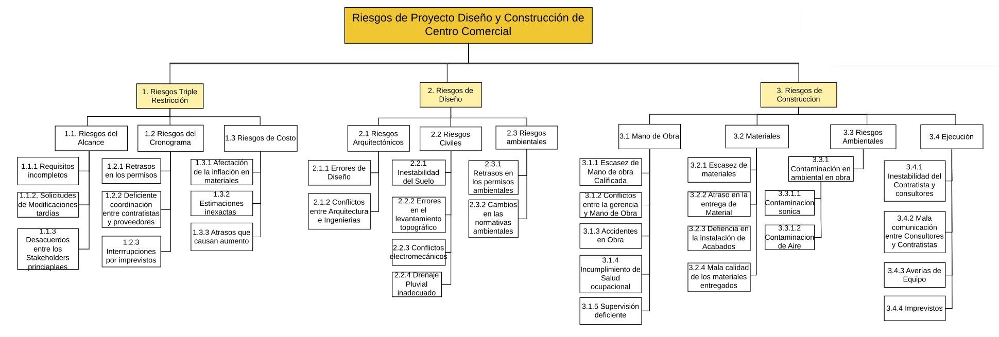 Riesgos de Proyecto Diseño y Construcción de
Centro Comercial
1. Riesgos Triple
Restricción
2. Riesgos de
Diseño
3. Riesgos de
Construccion
1.1. Riesgos del
Alcance
1.2 Riesgos del
Cronograma
1.3 Riesgos de Costo
2.1 Riesgos
Arquitectónicos
2.2 Riesgos
Civiles
2.3 Riesgos
ambientales
3.1 Mano de Obra
3.2 Materiales
3.3 Riesgos
Ambientales
3.4 Ejecución
1.1.1 Requisitos
incompletos
1.1.2. Solicitudes
de Modificaciones
tardías
1.1.3
Desacuerdos
entre los
Stakeholders
princiaplaes
1.2.1 Retrasos
en los permisos
1.2.2 Deficiente
coordinación
entre contratistas
y proveedores
1.2.3
Interrrupciones
por imprevistos
1.3.1 Afectación
de la inflación en
materiales
1.3.2
Estimaciones
inexactas
1.3.3 Atrasos que
causan aumento
2.1.1 Errores de
Diseño
2.1.2 Conflictos
entre Arquitectura
e Ingenierias
2.2.1
Inestabilidad
del Suelo
2.2.2 Errores
en el
levantamiento
topográfico
2.2.3 Conflictos
electromecánicos
2.2.4 Drenaje
Pluvial
inadecuado
2.3.1
Retrasos en
los permisos
ambientales
2.3.2 Cambios
en las
normativas
ambientales
3.1.1 Escasez de
Mano de obra
Calificada
3.1.2 Conflictos
entre la gerencia
y Mano de Obra
3.1.3 Accidentes
en Obra
3.1.4
Incumplimiento de
Salud
ocupacional
3.1.5 Supervisión
deficiente
3.2.1 Escasez de
materiales
3.2.2 Atraso en la
entrega de
Material
3.2.3 Defiencia en
la instalación de
Acabados
3.2.4 Mala calidad
de los materiales
entregados
3.3.1
Contaminación en
ambiental en obra
3.3.1.1
Contaminacion
sonica
3.3.1.2
Contaminacion
de Aire
3.4.1
Inestabilidad del
Contratista y
consultores
3.4.2 Mala
comunicación
entre Consultores
y Contratistas
3.4.3 Averías de
Equipo
3.4.4 Imprevistos